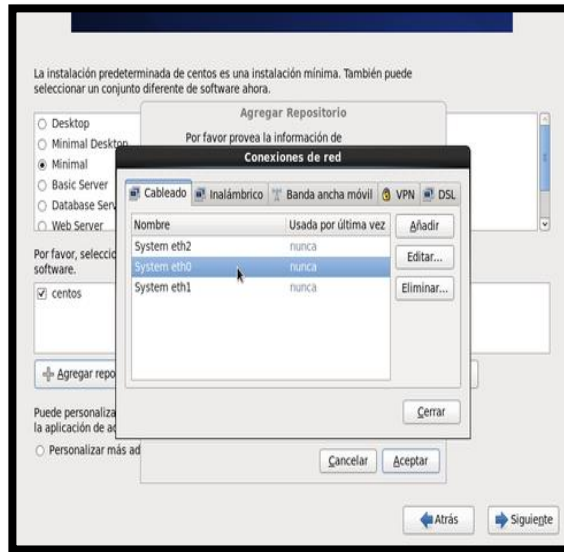 La instalación predeterminada de centos es una instalación mínima. También puede
seleccionar un conjunto diferente de software ahora.
Desktop
Minimal Desktop
Minimal
Basic Server
Database Serv
Web Server
Agregar Repositorio
Por favor provea la información de
Conexiones de red
Cableado Inalámbrico Banda ancha móvil VPN DSL
Nombre Usada por última vez
System eth2 nunca
System eth0 nunca
System eth1 nunca
Añadir
Editar...
Eliminar...
Cerrar
Por favor, seleccio
software.
centos
Agregar repo
Puede personaliza
la aplicación de ad
Personalizar más ad
Cancelar Aceptar
Atrás Siguiente